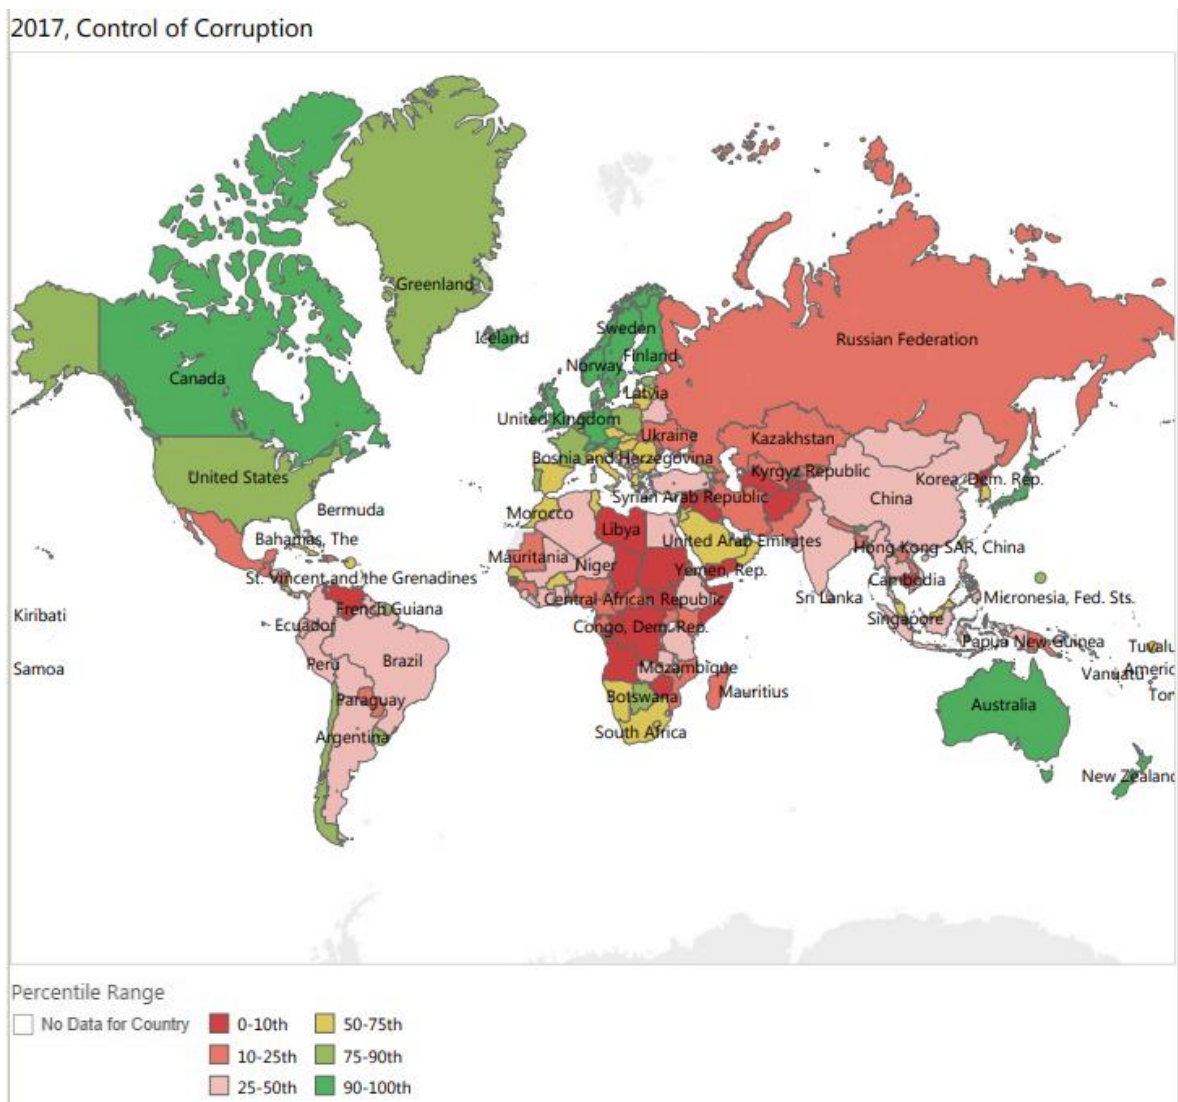 2017, Control of Corruption
Greenland
Iceland
Sweden
Finland
Norway
Russian Federation
Canada
Latvia
United Kingdom
Ukraine
Kazakhstan
Bosnia and Herzegovina
Kyrgyz Republic
United States
Korea, Dem. Rep.
Syrian Arab Republic
China
Bermuda
Morocco
Libya
Bahamas, The
United Arab Emirates
Hong Kong SAR, China
Mauritania
Niger
Yemen, Rep.
St. Vincent and the Grenadines
Cambodia
Central African Republic
Sri Lanka
Micronesia, Fed. Sts.
French Guiana
Kiribati
Ecuador
Congo, Dem. Rep.
Singapore
Papua New Guinea
Tuvalu
Samoa
Peru
Brazil
Mozambique
Vanuatu
Americ
Paraguay
Botswana
Mauritius
Ton
Argentina
South Africa
Australia
New Zealand
Percentile Range
No Data for Country
0-10th
50-75th
10-25th
75-90th
25-50th
90-100th